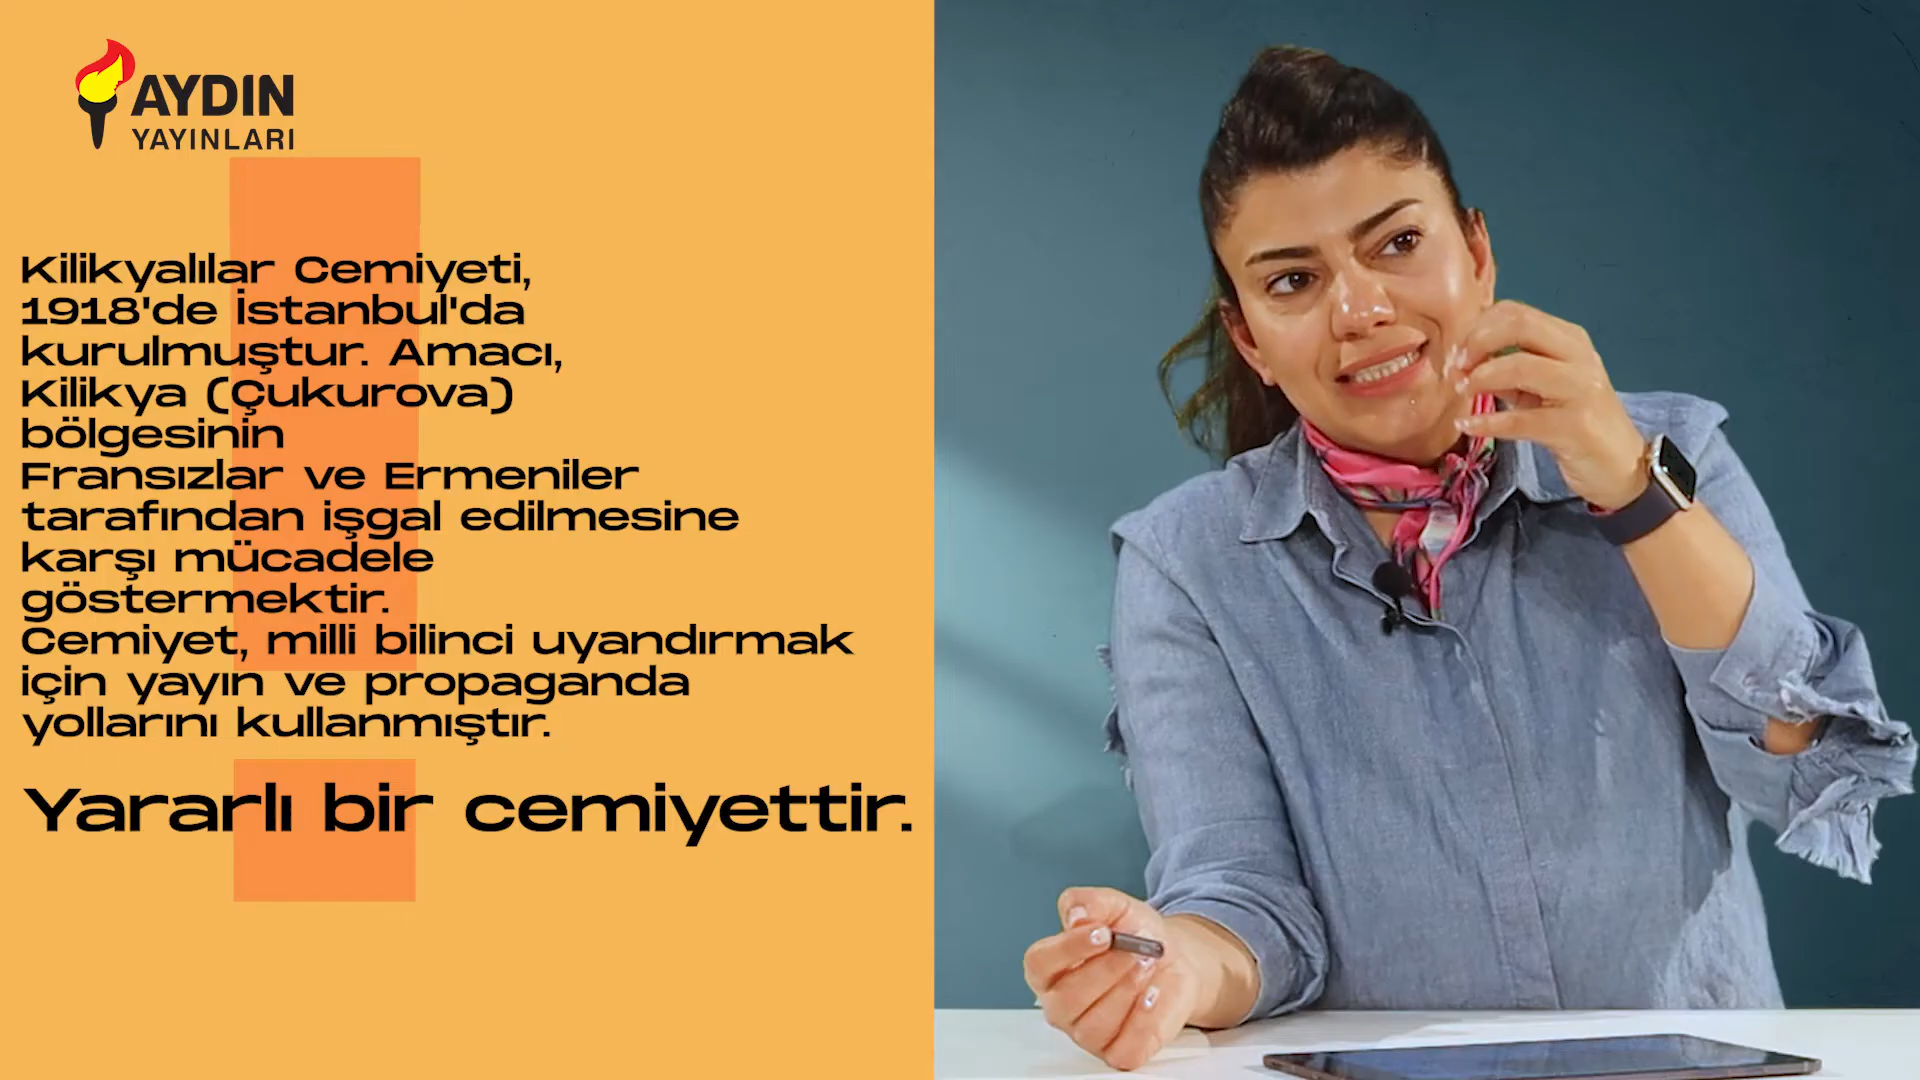 AYDIN
YAYINLARI
Kilikyalılar Cemiyeti,
1918'de İstanbul'da
kurulmuştur. Amacı,
Kilikya (Çukurova)
bölgesinin
Fransızlar ve Ermeniler
tarafından işgal edilmesine
karşı mücadele
göstermektir.
Cemiyet, milli bilinci uyandırmak
için yayın ve propaganda
yollarını kullanmıştır.
Yararlı bir cemiyettir.